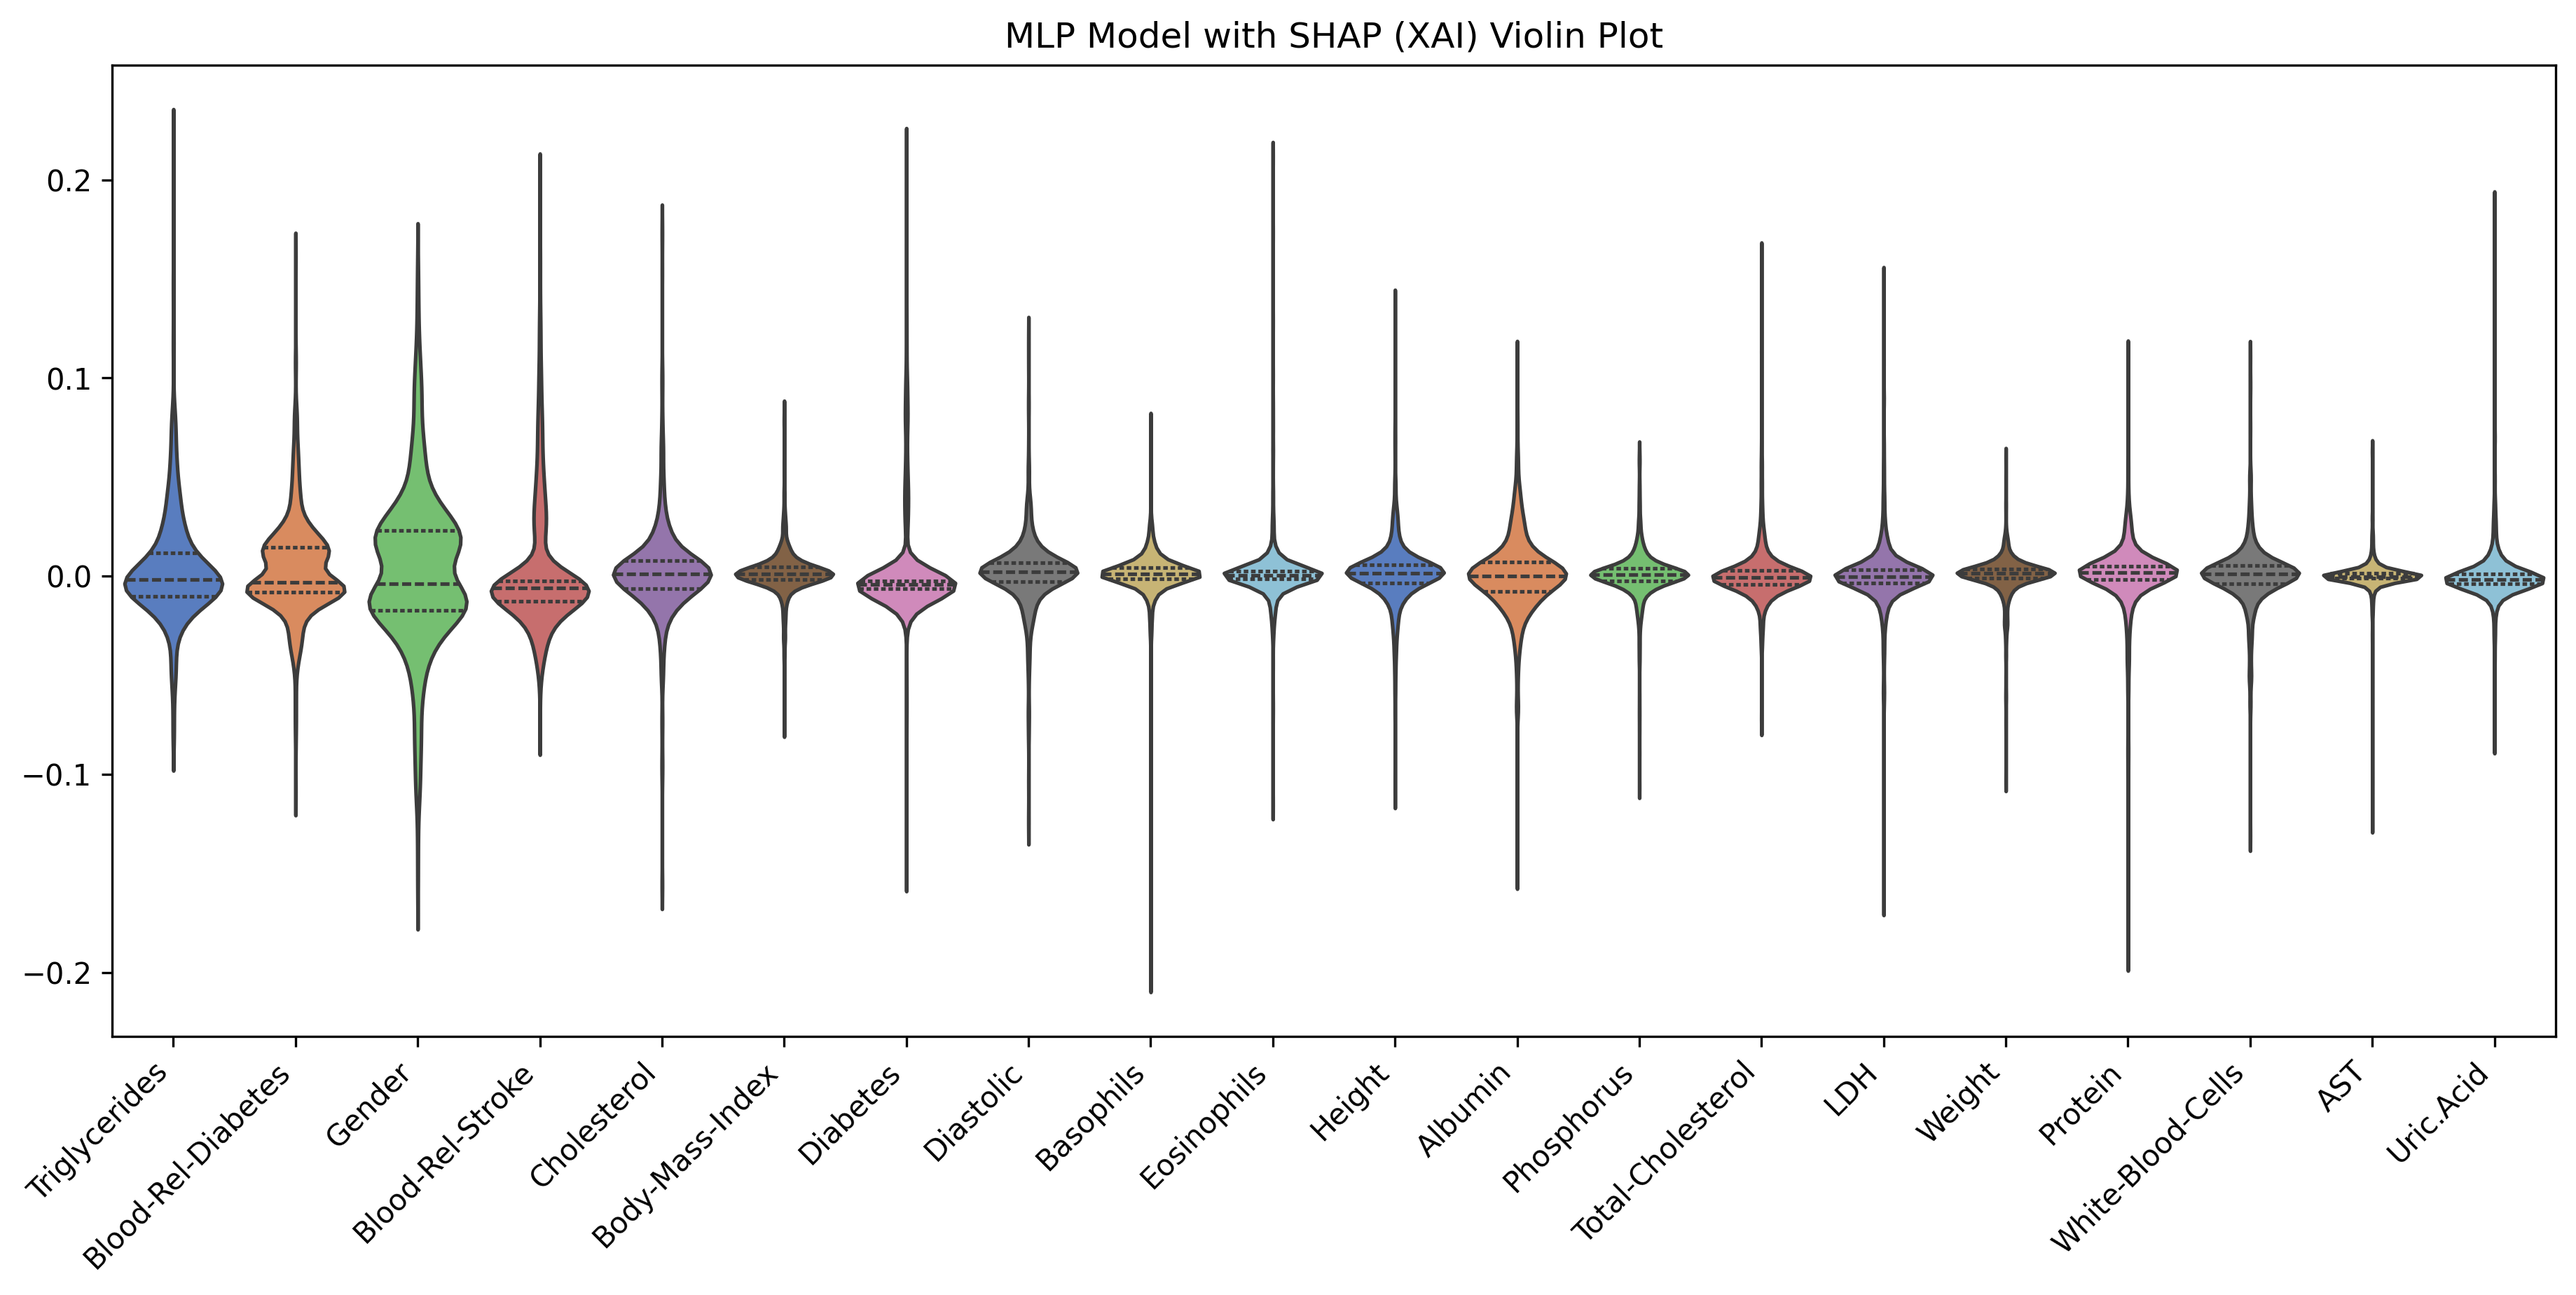 MLP Model with SHAP (XAI) Violin Plot
0.2
0.1
0.0
−0.1
−0.2
Triglycerides
Blood-Rel-Diabetes
Gender
Blood-Rel-Stroke
Cholesterol
Body-Mass-Index
Diabetes
Diastolic
Basophils
Eosinophils
Height
Albumin
Phosphorus
Total-Cholesterol
LDH
Weight
Protein
White-Blood-Cells
AST
Uric.Acid